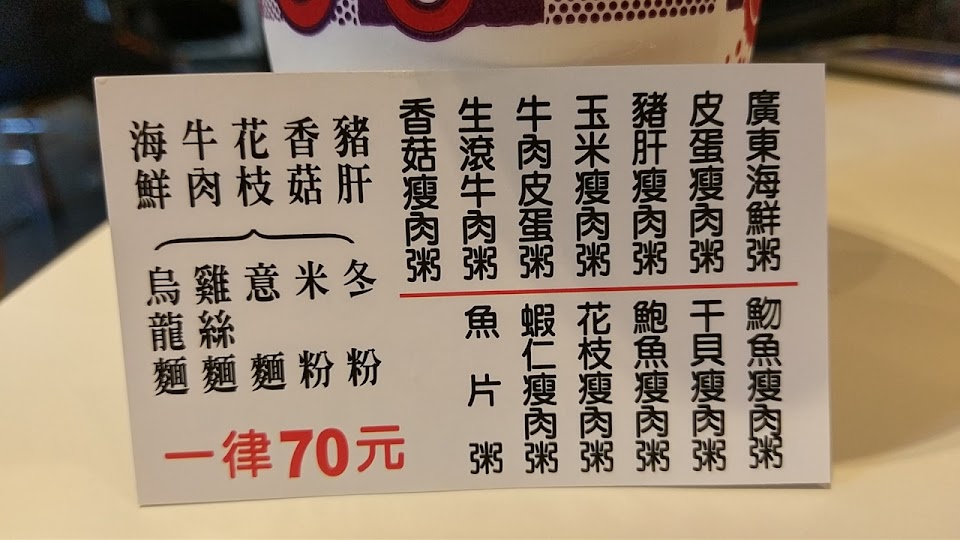 廣東海鮮粥
皮蛋瘦肉粥
豬肝瘦肉粥
玉米瘦肉粥
牛肉皮蛋粥
生滾牛肉粥
香菇瘦肉粥
魩魚瘦肉粥
干貝瘦肉粥
鮑魚瘦肉粥
花枝瘦肉粥
蝦仁瘦肉粥
魚片粥
豬肝
香菇
花枝
牛肉
海鮮
冬粉
米粉
意麵
雞絲麵
烏龍麵
一律70元